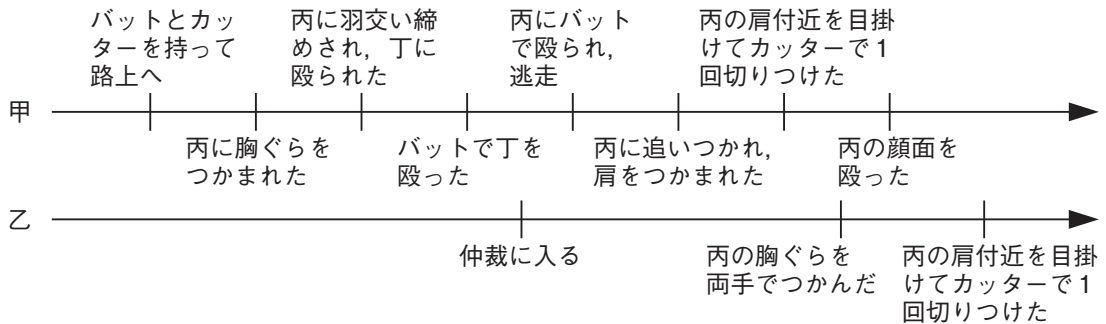 バットとカッ
ターを持って
路上へ
丙に羽交い締
めされ，丁に
殴られた
丙にバット
で殴られ，
逃走
丙の肩付近を目掛
けてカッターで1
回切りつけた
甲
丙に胸ぐらを
つかまれた
バットで丁を
殴った
丙に追いつかれ，
肩をつかまれた
丙の顔面を
殴った
乙
仲裁に入る
丙の胸ぐらを
両手でつかんだ
丙の肩付近を目掛
けてカッターで1
回切りつけた